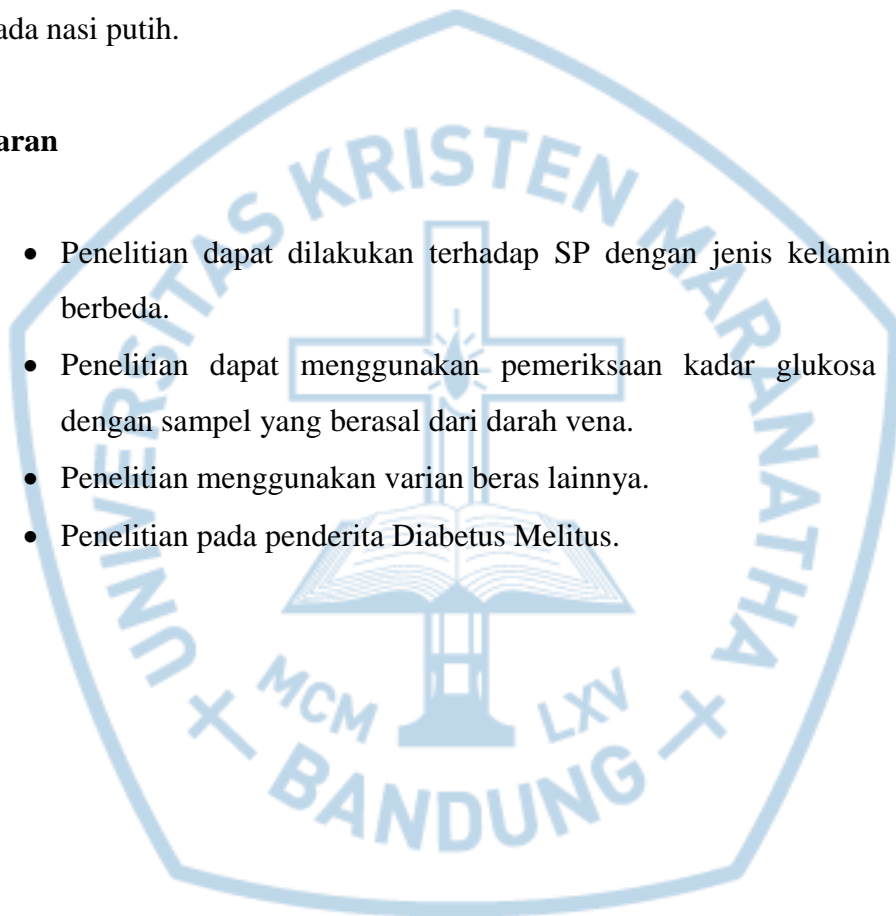 ada nasi putih.
aran
• Penelitian dapat dilakukan terhadap SP dengan jenis kelamin
berbeda.
• Penelitian dapat menggunakan pemeriksaan kadar glukosa
dengan sampel yang berasal dari darah vena.
• Penelitian menggunakan varian beras lainnya.
• Penelitian pada penderita Diabetus Melitus.
UNIVERSITAS KRISTEN MARANATHA
MCM LXV
BANDUNG